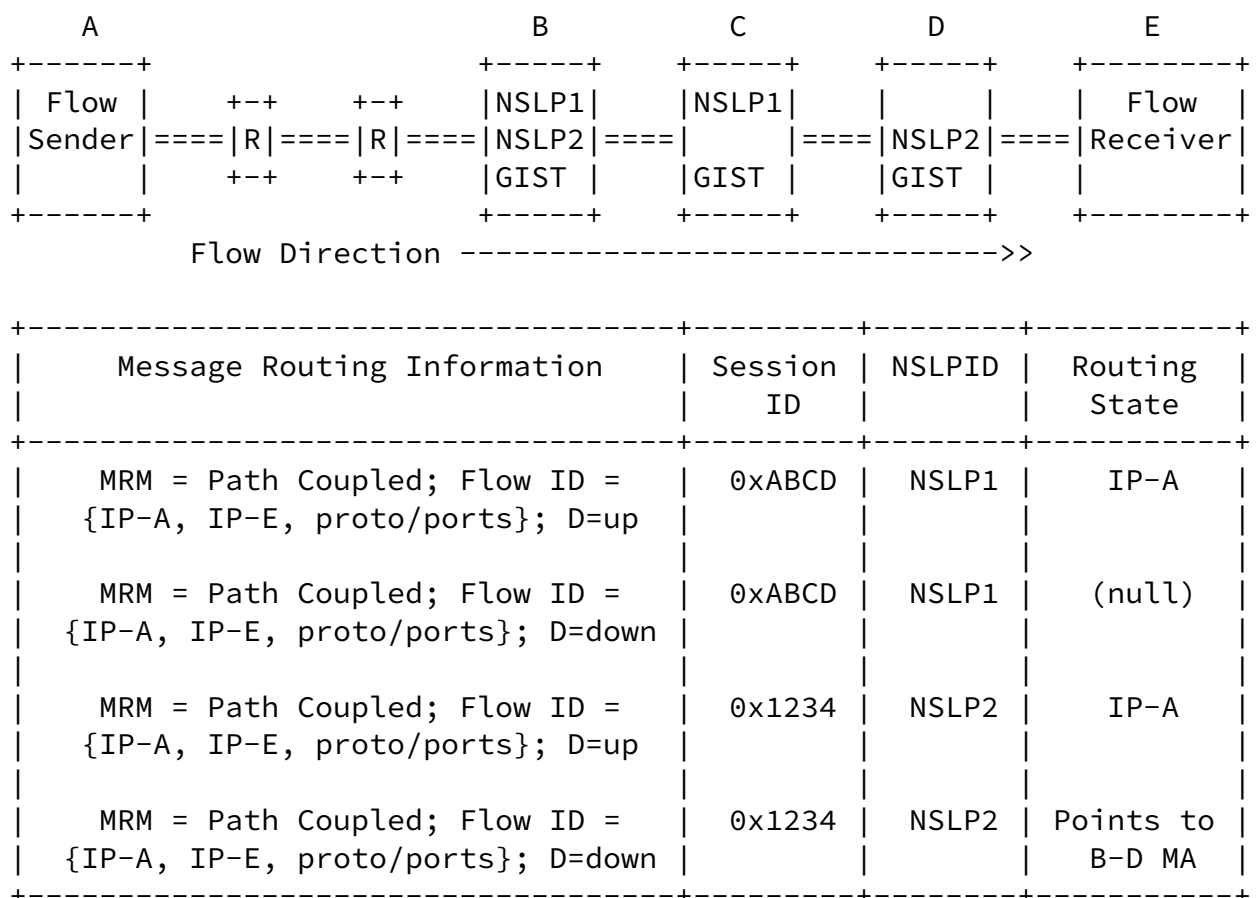 A                                B          C          D           E
   +------+                          +-----+    +-----+    +-----+    +--------+
   | Flow |    +-+    +-+            |NSLP1|    |NSLP1|    |     |    |  Flow  |
   |Sender|====|R|====|R|====|NSLP2|====|     |====|NSLP2|====|Receiver|
   |      |    +-+    +-+    |GIST |    |GIST |    |GIST |    |        |
   +------+                  +-----+    +-----+    +-----+    +--------+
             Flow Direction ------------------------------>>
+------------------------------------+---------+--------+-----------+
|     Message Routing Information    | Session | NSLPID |  Routing  |
|                                    |    ID   |        |   State   |
+------------------------------------+---------+--------+-----------+
|    MRM = Path Coupled; Flow ID =   |  0xABCD |  NSLP1 |    IP-A   |
|   {IP-A, IP-E, proto/ports}; D=up  |         |        |           |
|                                    |         |        |           |
|    MRM = Path Coupled; Flow ID =   |  0xABCD |  NSLP1 |   (null)  |
|  {IP-A, IP-E, proto/ports}; D=down |         |        |           |
|                                    |         |        |           |
|    MRM = Path Coupled; Flow ID =   |  0x1234 |  NSLP2 |    IP-A   |
|   {IP-A, IP-E, proto/ports}; D=up  |         |        |           |
|                                    |         |        |           |
|    MRM = Path Coupled; Flow ID =   |  0x1234 |  NSLP2 | Points to |
|  {IP-A, IP-E, proto/ports}; D=down |         |        |   B-D MA  |
+------------------------------------+---------+--------+-----------+